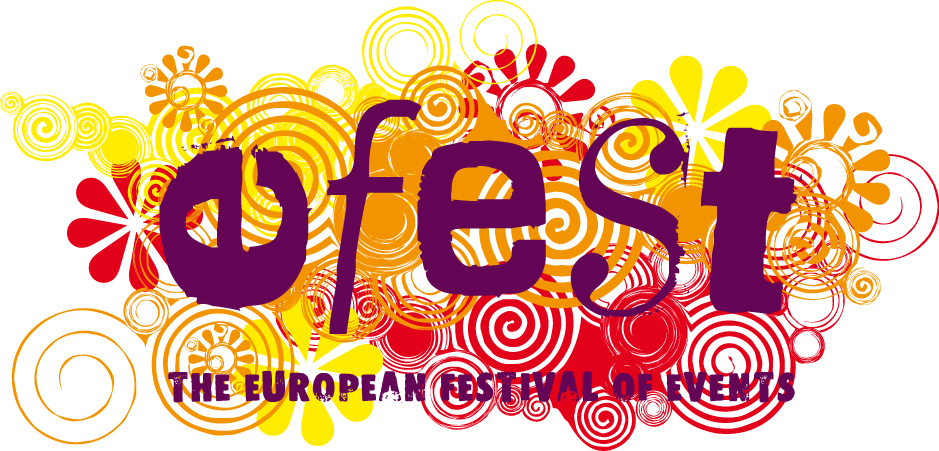 efest
THE EUROPEAN FESTIVAL OF EVENTS